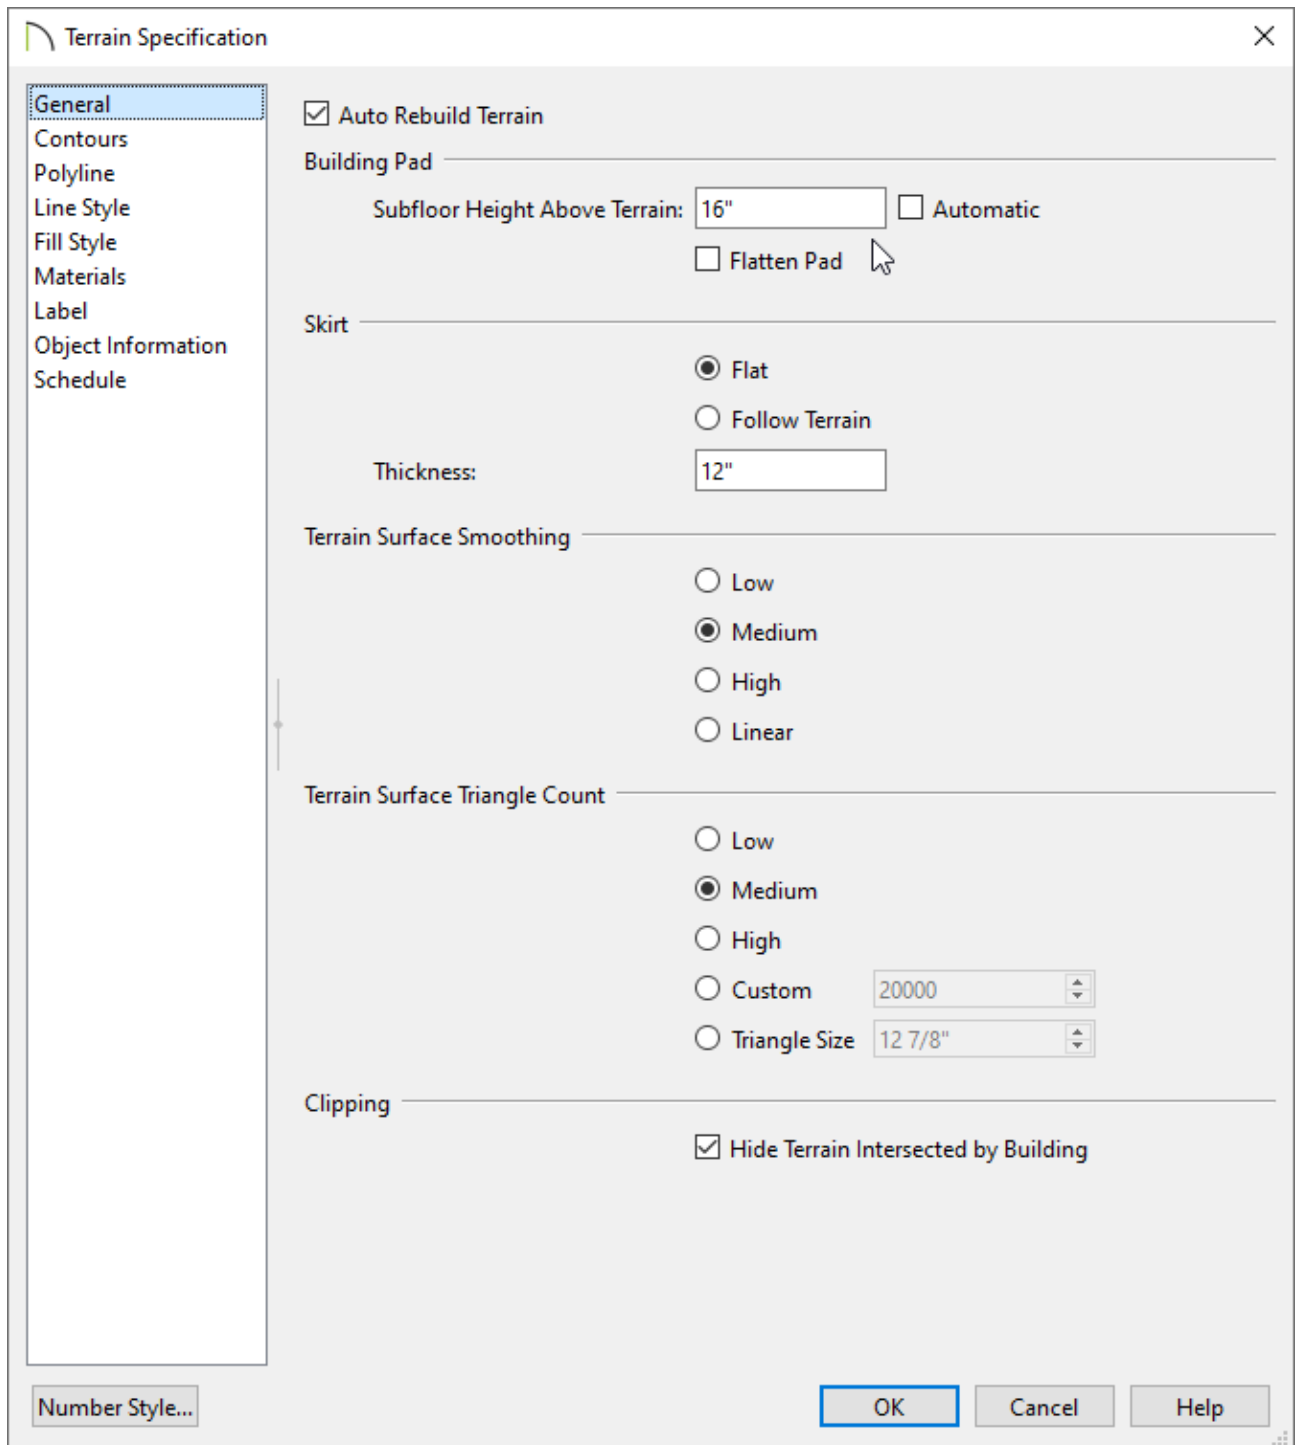 Terrain Specification
General
Contours
Polyline
Line Style
Fill Style
Materials
Label
Object Information
Schedule
Auto Rebuild Terrain
Building Pad
Subfloor Height Above Terrain: 16" Automatic
Flatten Pad
Skirt
Flat
Follow Terrain
Thickness: 12"
Terrain Surface Smoothing
Low
Medium
High
Linear
Terrain Surface Triangle Count
Low
Medium
High
Custom 20000
Triangle Size 12 7/8"
Clipping
Hide Terrain Intersected by Building
Number Style... OK Cancel Help